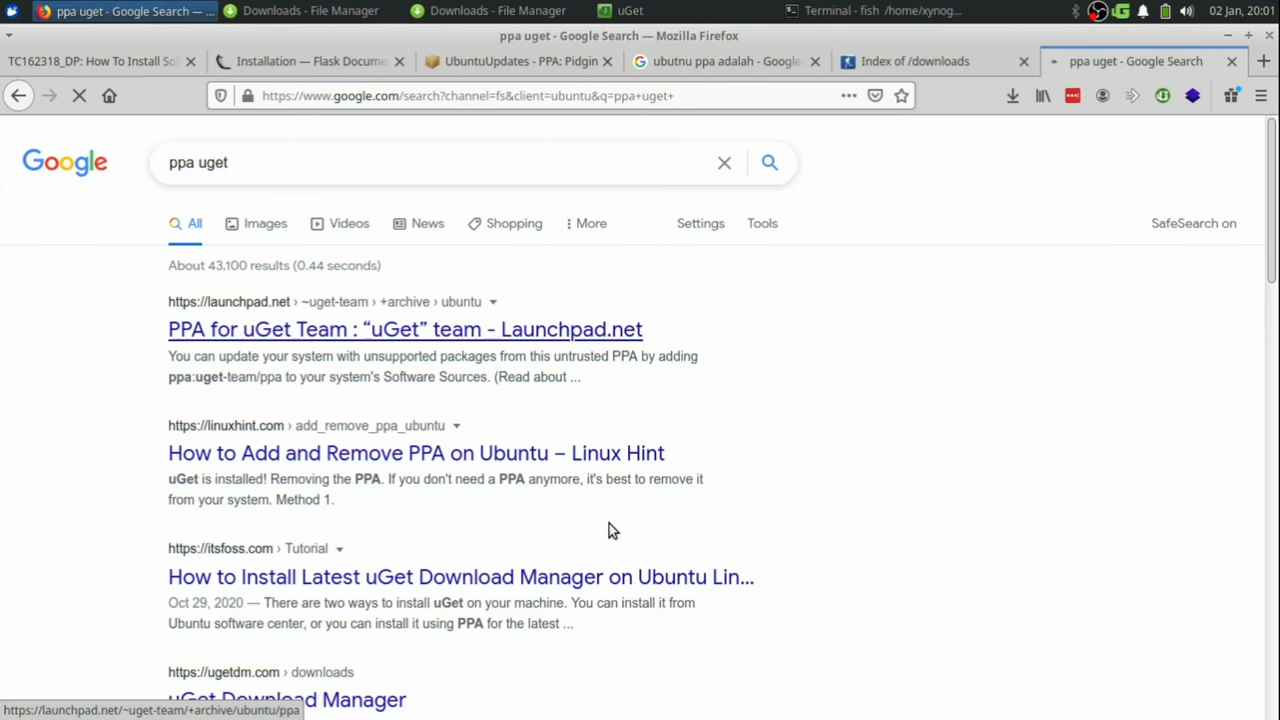 ppa uget - Google Search — ...
Downloads - File Manager
Downloads - File Manager
uGet
Terminal - fish /home/xynog...
02 Jan, 20:01
ppa uget - Google Search - Mozilla Firefox
TC162318_DP: How To Install Sof
Installation — Flask Docume
UbuntuUpdates - PPA: Pidgin
ubutnu ppa adalah - Google
Index of /downloads
ppa uget - Google Search
https://www.google.com/search?channel=fs&client=ubuntu&q=ppa+uget+
Google
ppa uget
All
Images
Videos
News
Shopping
More
Settings
Tools
SafeSearch on
About 43,100 results (0.44 seconds)
https://launchpad.net › ~uget-team › +archive › ubuntu
PPA for uGet Team : “uGet” team - Launchpad.net
You can update your system with unsupported packages from this untrusted PPA by adding
ppa:uget-team/ppa to your system's Software Sources. (Read about ...
https://linuxhint.com › add_remove_ppa_ubuntu
How to Add and Remove PPA on Ubuntu – Linux Hint
uGet is installed! Removing the PPA. If you don't need a PPA anymore, it's best to remove it
from your system. Method 1.
https://itsfoss.com › Tutorial
How to Install Latest uGet Download Manager on Ubuntu Lin...
Oct 29, 2020 — There are two ways to install uGet on your machine. You can install it from
Ubuntu software center, or you can install it using PPA for the latest ...
https://ugetdm.com › downloads
uGet Download Manager
https://launchpad.net/~uget-team/+archive/ubuntu/ppa